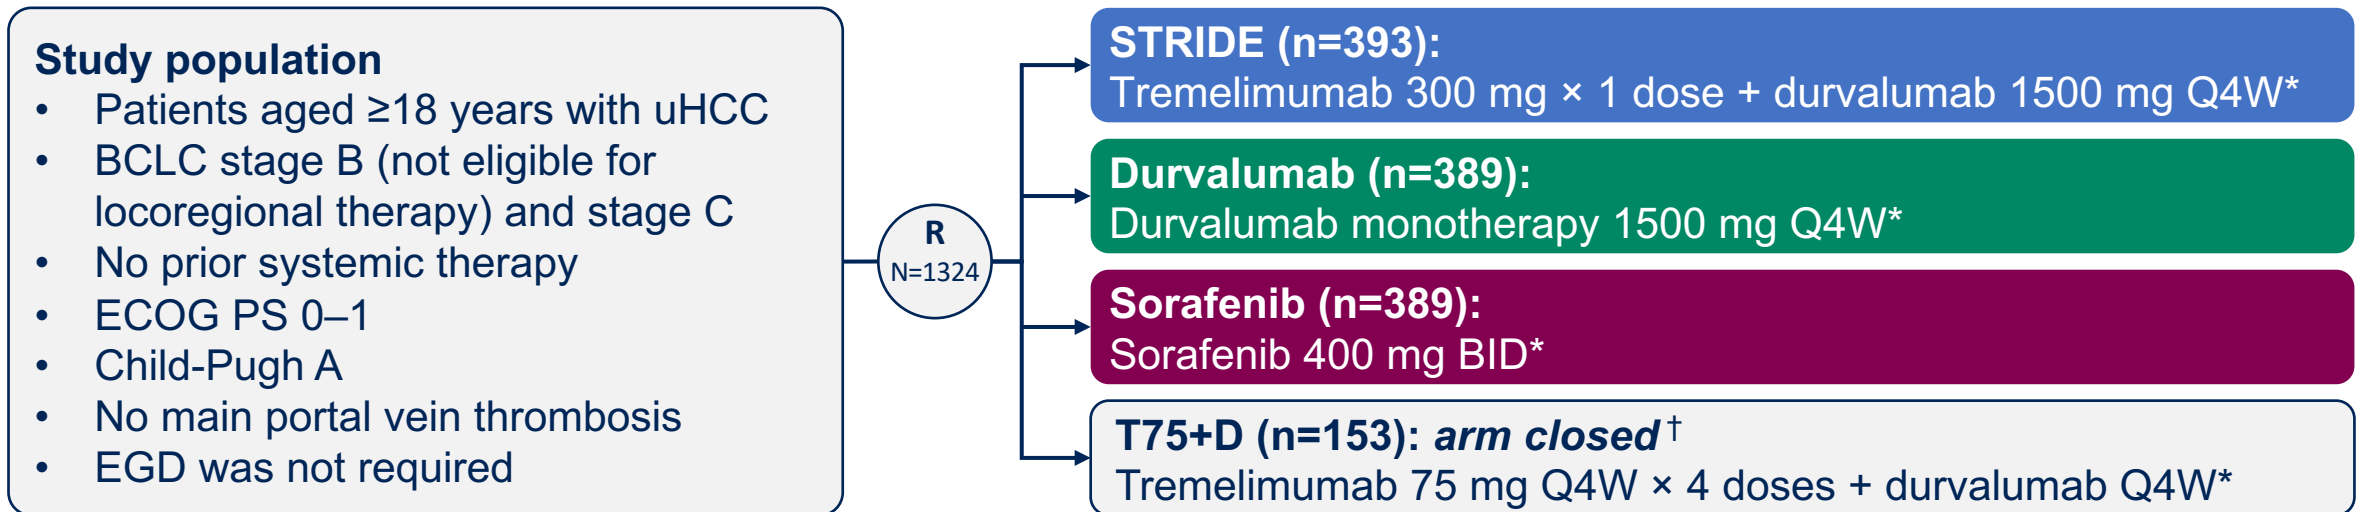 Study population
• Patients aged ≥18 years with uHCC
• BCLC stage B (not eligible for
locoregional therapy) and stage C
• No prior systemic therapy
• ECOG PS 0–1
• Child-Pugh A
• No main portal vein thrombosis
• EGD was not required
R
N=1324
STRIDE (n=393):
Tremelimumab 300 mg × 1 dose + durvalumab 1500 mg Q4W*
Durvalumab (n=389):
Durvalumab monotherapy 1500 mg Q4W*
Sorafenib (n=389):
Sorafenib 400 mg BID*
T75+D (n=153): arm closed†
Tremelimumab 75 mg Q4W × 4 doses + durvalumab Q4W*